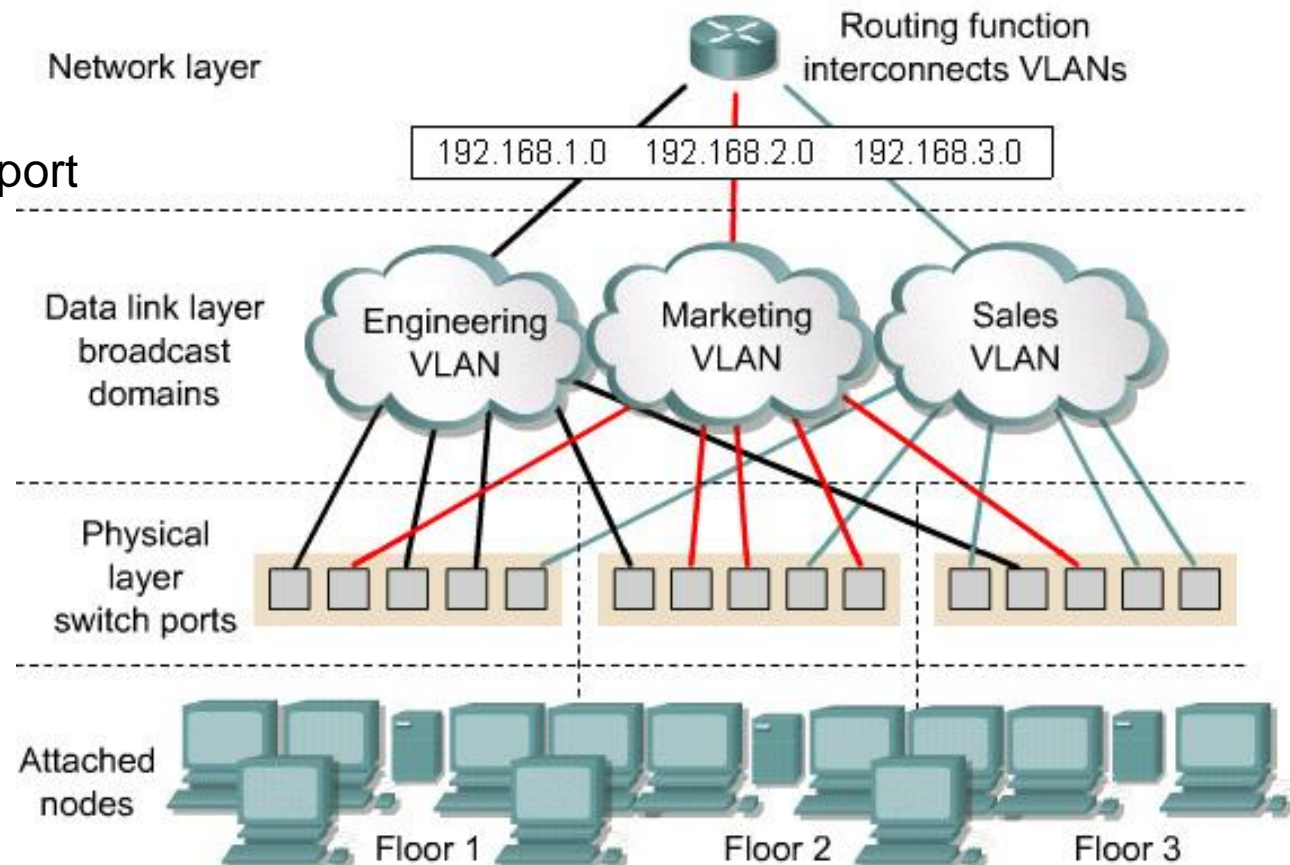 Routing function
interconnects VLANs
Network layer
192.168.1.0 192.168.2.0 192.168.3.0
port
Data link layer
broadcast
domains
Engineering
VLAN
Marketing
VLAN
Sales
VLAN
Physical
layer
switch ports
Attached
nodes
Floor 1
Floor 2
Floor 3